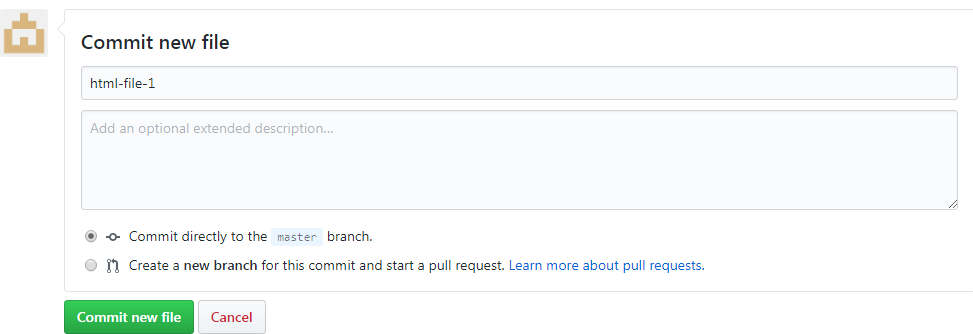 Commit new file
html-file-1
Add an optional extended description...
Commit directly to the master branch.
Create a new branch for this commit and start a pull request. Learn more about pull requests.
Commit new file Cancel